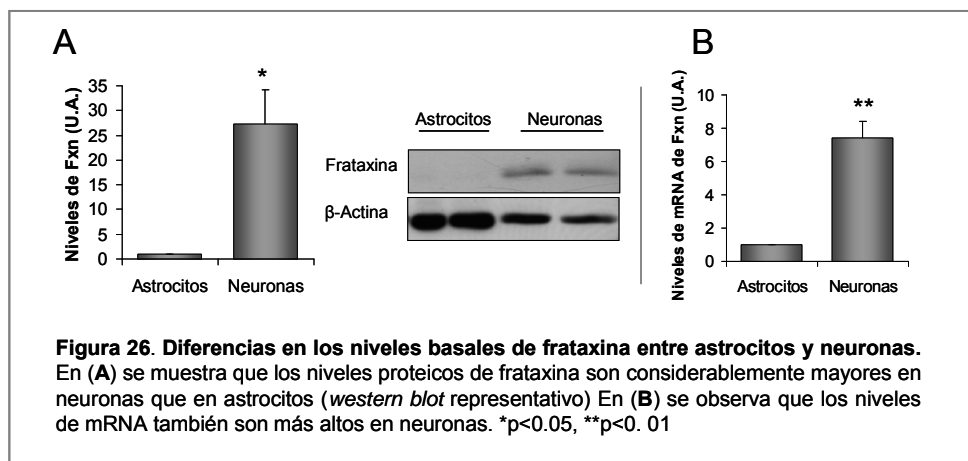 A
Niveles de Fxn (U.A.)
35
30
25
20
15
10
5
0
*
Astrocitos
Neuronas
Astrocitos
Neuronas
Frataxina
β-Actina
B
Niveles de mRNA de Fxn (U.A.)
10
8
6
4
2
0
**
Astrocitos
Neuronas
Figura 26. Diferencias en los niveles basales de frataxina entre astrocitos y neuronas.
En (A) se muestra que los niveles proteicos de frataxina son considerablemente mayores en
neuronas que en astrocitos (western blot representativo) En (B) se observa que los niveles
de mRNA también son más altos en neuronas. *p<0.05, **p<0. 01